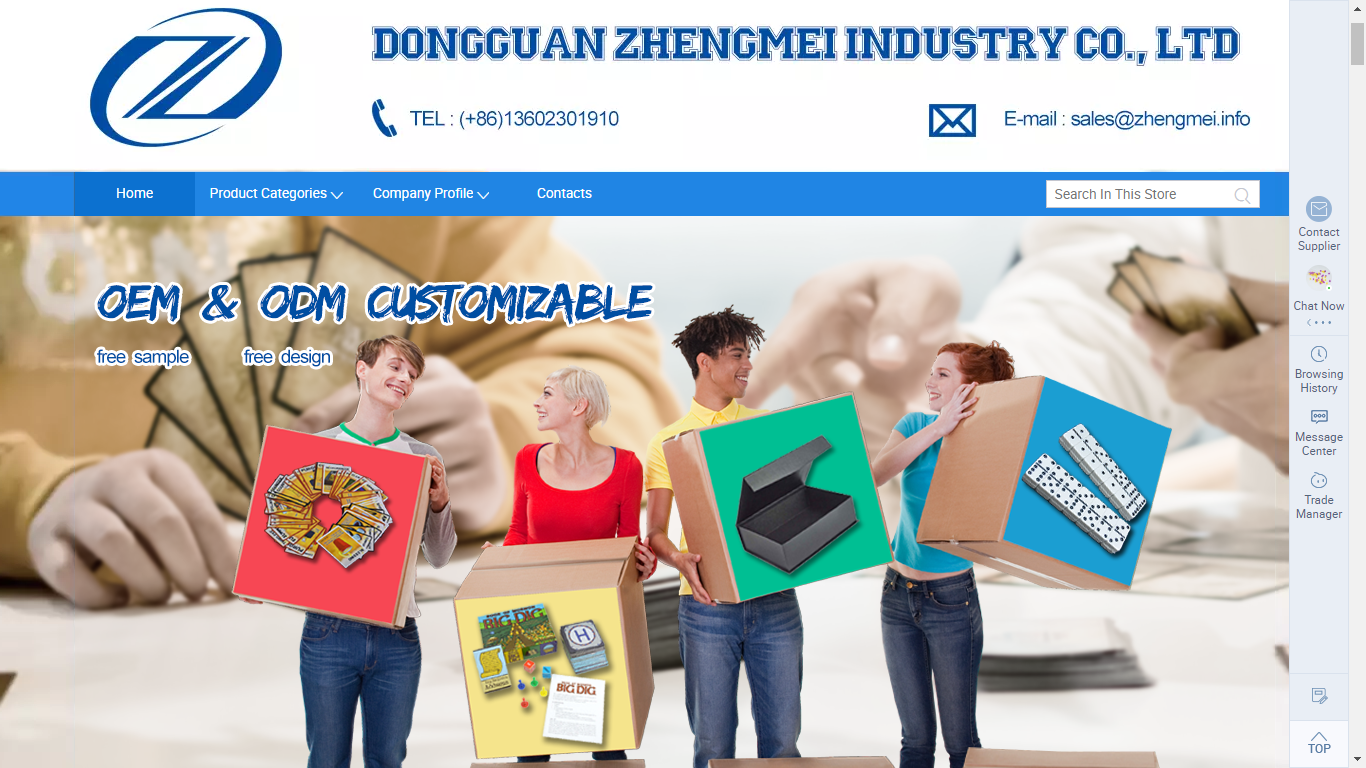 DONGGUAN ZHENGMEI INDUSTRY CO., LTD
TEL : (+86)13602301910
E-mail : sales@zhengmei.info
Home
Product Categories
Company Profile
Contacts
Search In This Store
Contact
Supplier
Chat Now
Browsing
History
Message
Center
Trade
Manager
TOP
OEM & ODM CUSTOMIZABLE
free sample
free design
BIG DIG
H
BIG DIG